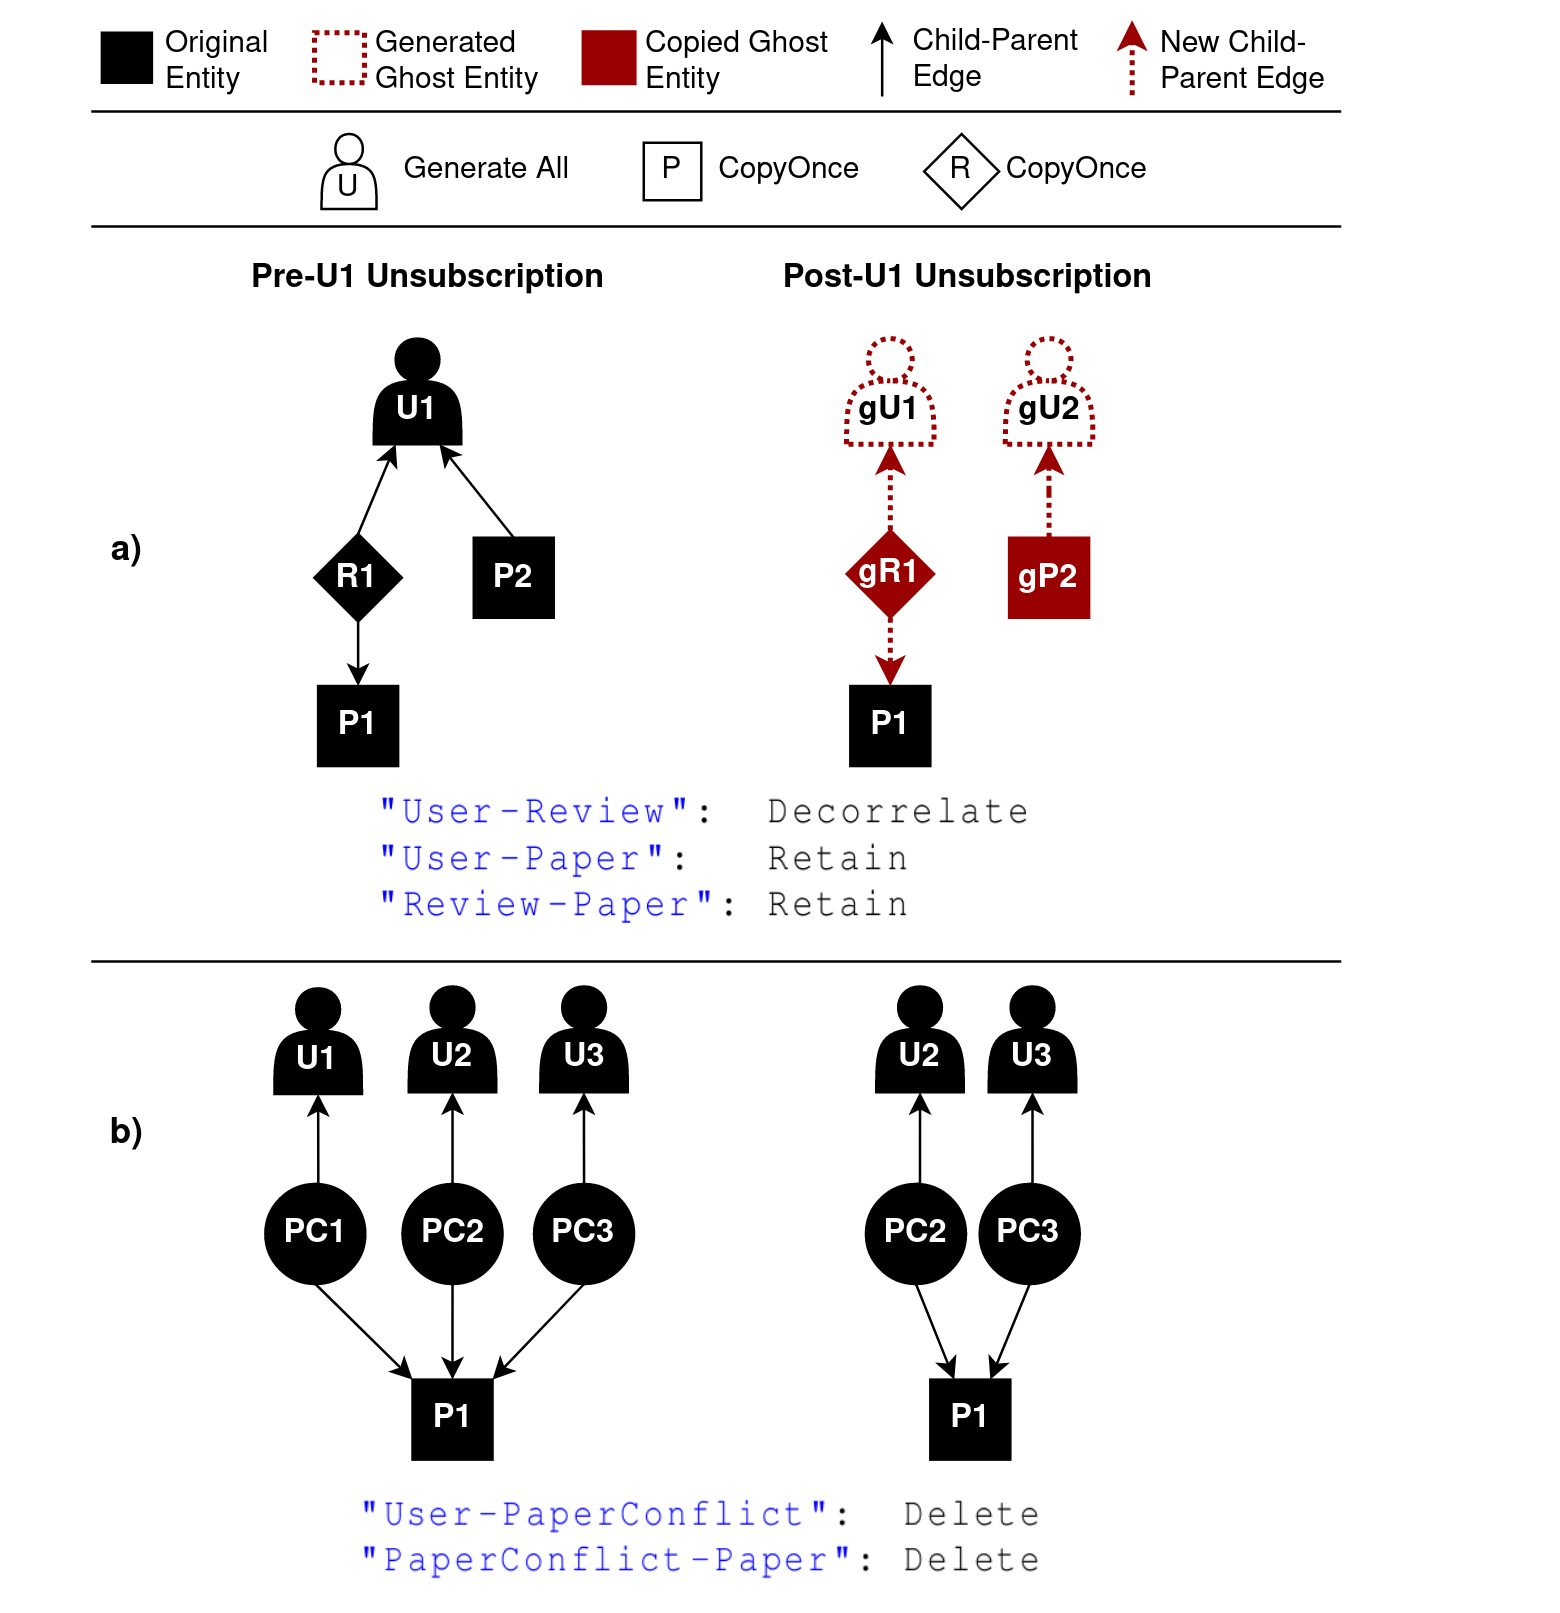 Original Entity
Generated Ghost Entity
Copied Ghost Entity
Child-Parent Edge
New Child-Parent Edge
U
Generate All
P
CopyOnce
R
CopyOnce
Pre-U1 Unsubscription
Post-U1 Unsubscription
a)
U1
R1
P2
P1
gU1
gU2
gR1
gP2
P1
"User-Review": Decorrelate
"User-Paper": Retain
"Review-Paper": Retain
b)
U1
U2
U3
PC1
PC2
PC3
P1
U2
U3
PC2
PC3
P1
"User-PaperConflict": Delete
"PaperConflict-Paper": Delete